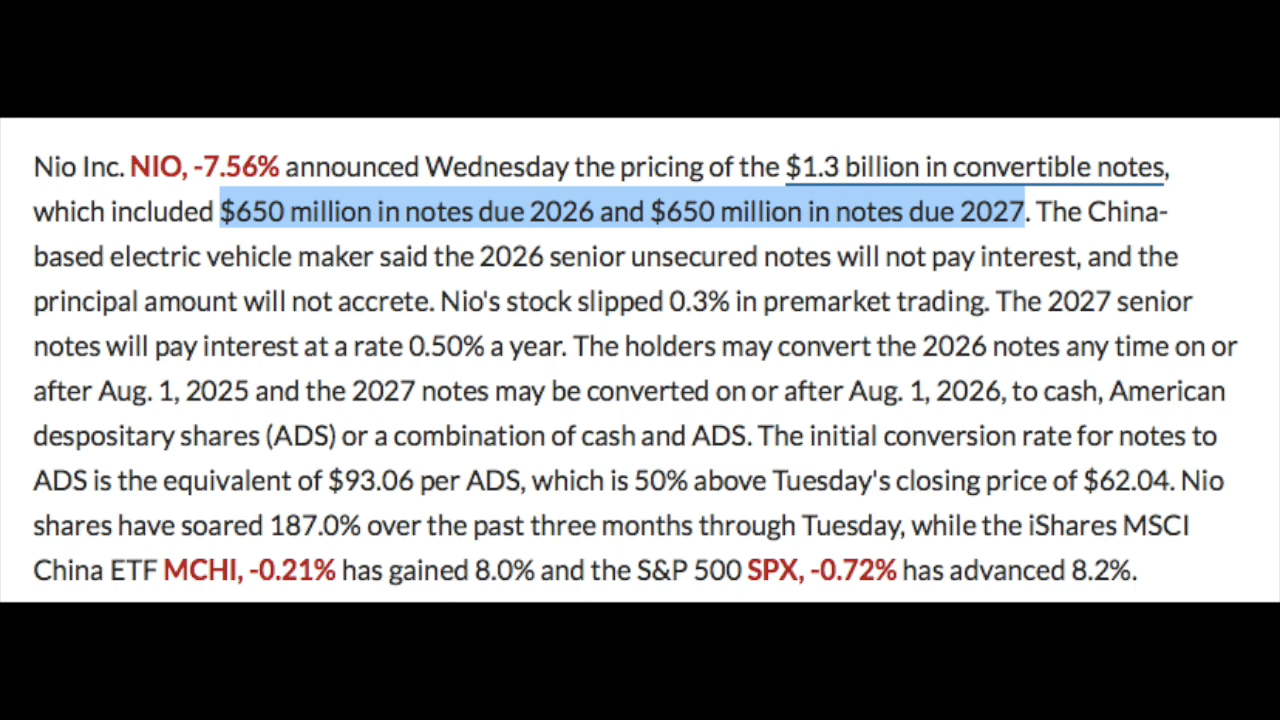 Nio Inc. NIO, -7.56% announced Wednesday the pricing of the $1.3 billion in convertible notes,
which included $650 million in notes due 2026 and $650 million in notes due 2027. The China-
based electric vehicle maker said the 2026 senior unsecured notes will not pay interest, and the
principal amount will not accrete. Nio's stock slipped 0.3% in premarket trading. The 2027 senior
notes will pay interest at a rate 0.50% a year. The holders may convert the 2026 notes any time on or
after Aug. 1, 2025 and the 2027 notes may be converted on or after Aug. 1, 2026, to cash, American
despositary shares (ADS) or a combination of cash and ADS. The initial conversion rate for notes to
ADS is the equivalent of $93.06 per ADS, which is 50% above Tuesday's closing price of $62.04. Nio
shares have soared 187.0% over the past three months through Tuesday, while the iShares MSCI
China ETF MCHI, -0.21% has gained 8.0% and the S&P 500 SPX, -0.72% has advanced 8.2%.